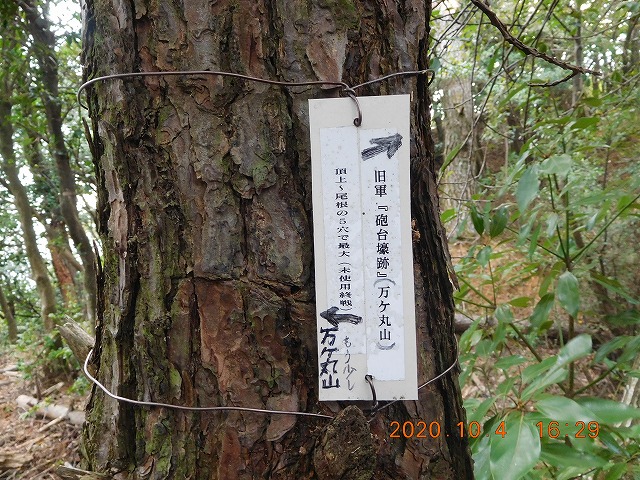 旧軍『砲台壕跡』(万ケ丸山)
頂上~尾根の5穴で最大(未使用終戦)
もう少し
万ケ丸山
2020 10 4 16:29